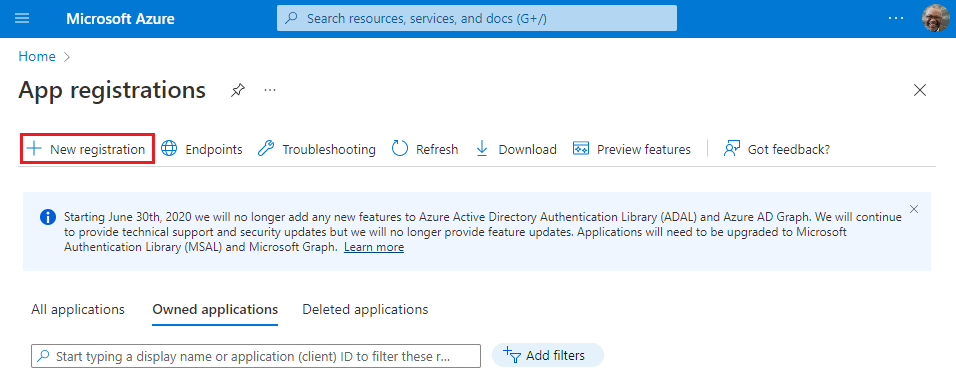 Microsoft Azure
Search resources, services, and docs (G+/)
Home
App registrations
New registration
Endpoints
Troubleshooting
Refresh
Download
Preview features
Got feedback?
Starting June 30th, 2020 we will no longer add any new features to Azure Active Directory Authentication Library (ADAL) and Azure AD Graph. We will continue
to provide technical support and security updates but we will no longer provide feature updates. Applications will need to be upgraded to Microsoft
Authentication Library (MSAL) and Microsoft Graph. Learn more
All applications
Owned applications
Deleted applications
Start typing a display name or application (client) ID to filter these r...
Add filters